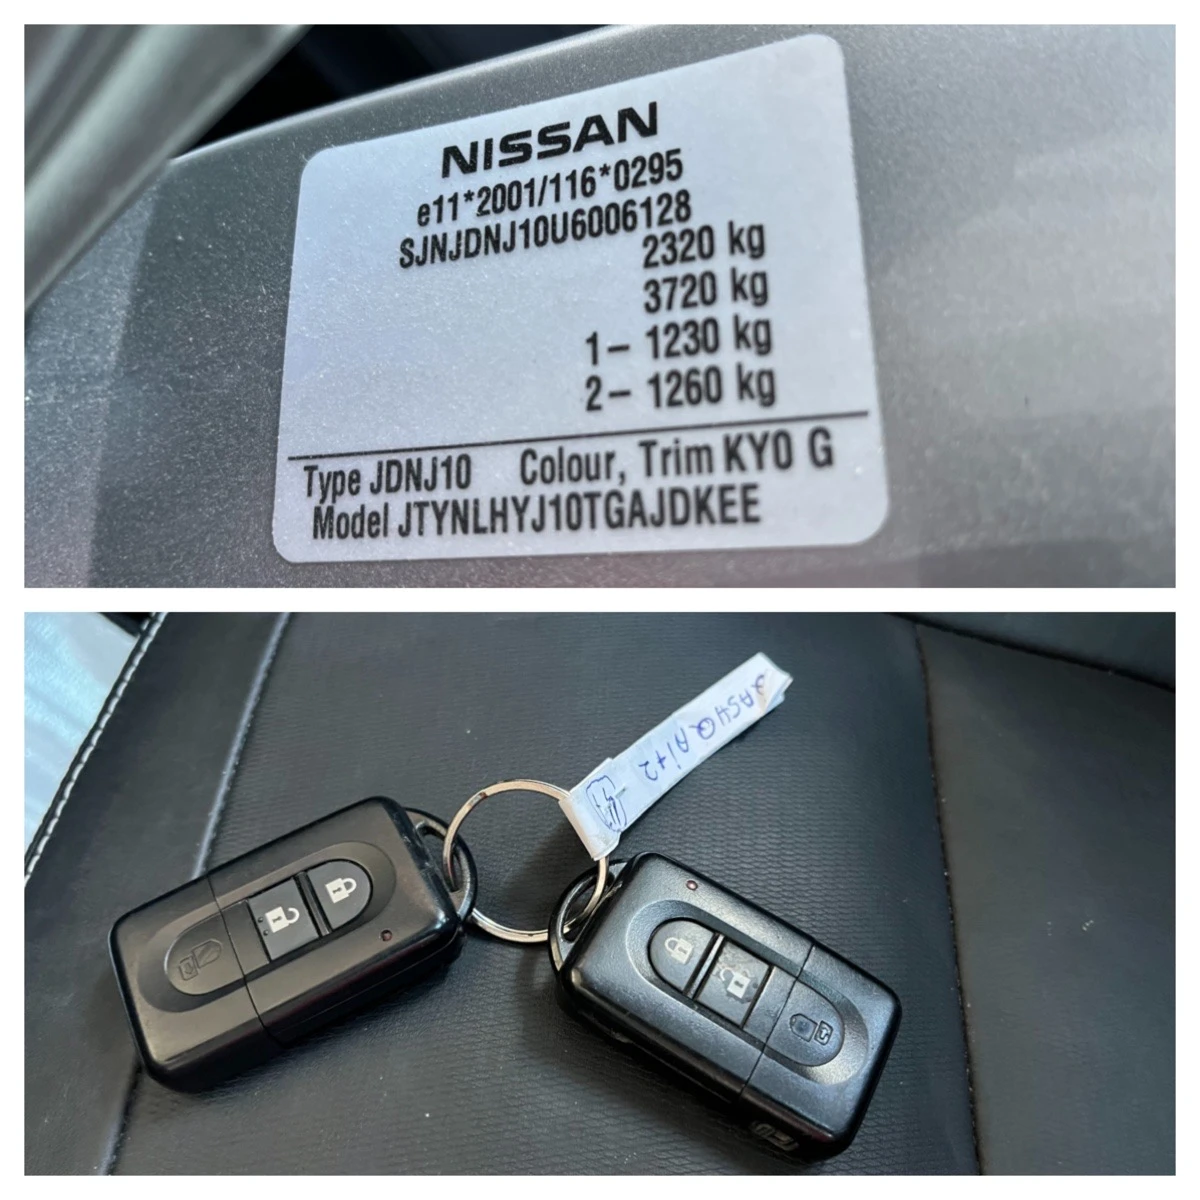 NISSAN
e11*2001/116*0295
SJNJDNJ10U6006128
2320 kg
3720 kg
1– 1230 kg
2– 1260 kg
Type JDNJ10 Colour, Trim KY0 G
Model JTYNLHYJ10TGAJDKEE